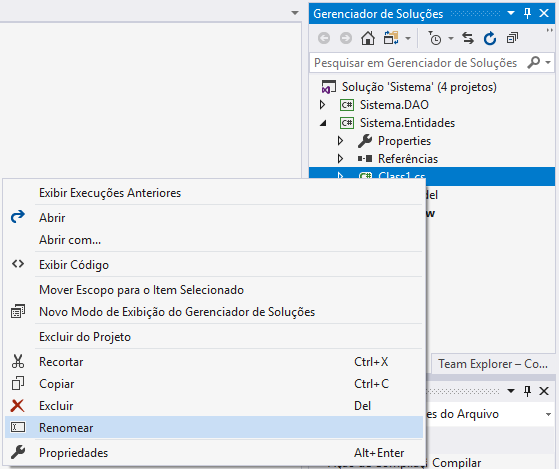 Gerenciador de Soluções
Pesquisar em Gerenciador de Soluções
Solução 'Sistema' (4 projetos)
C# Sistema.DAO
C# Sistema.Entidades
Properties
Referências
C# Class1.cs
del
w
Exibir Execuções Anteriores
Abrir
Abrir com...
Exibir Código
Mover Escopo para o Item Selecionado
Novo Modo de Exibição do Gerenciador de Soluções
Excluir do Projeto
Recortar Ctrl+X
Copiar Ctrl+C
Excluir Del
Renomear
Propriedades Alt+Enter
Team Explorer – Co...
es do Arquivo
Ação de Compilação Compilar